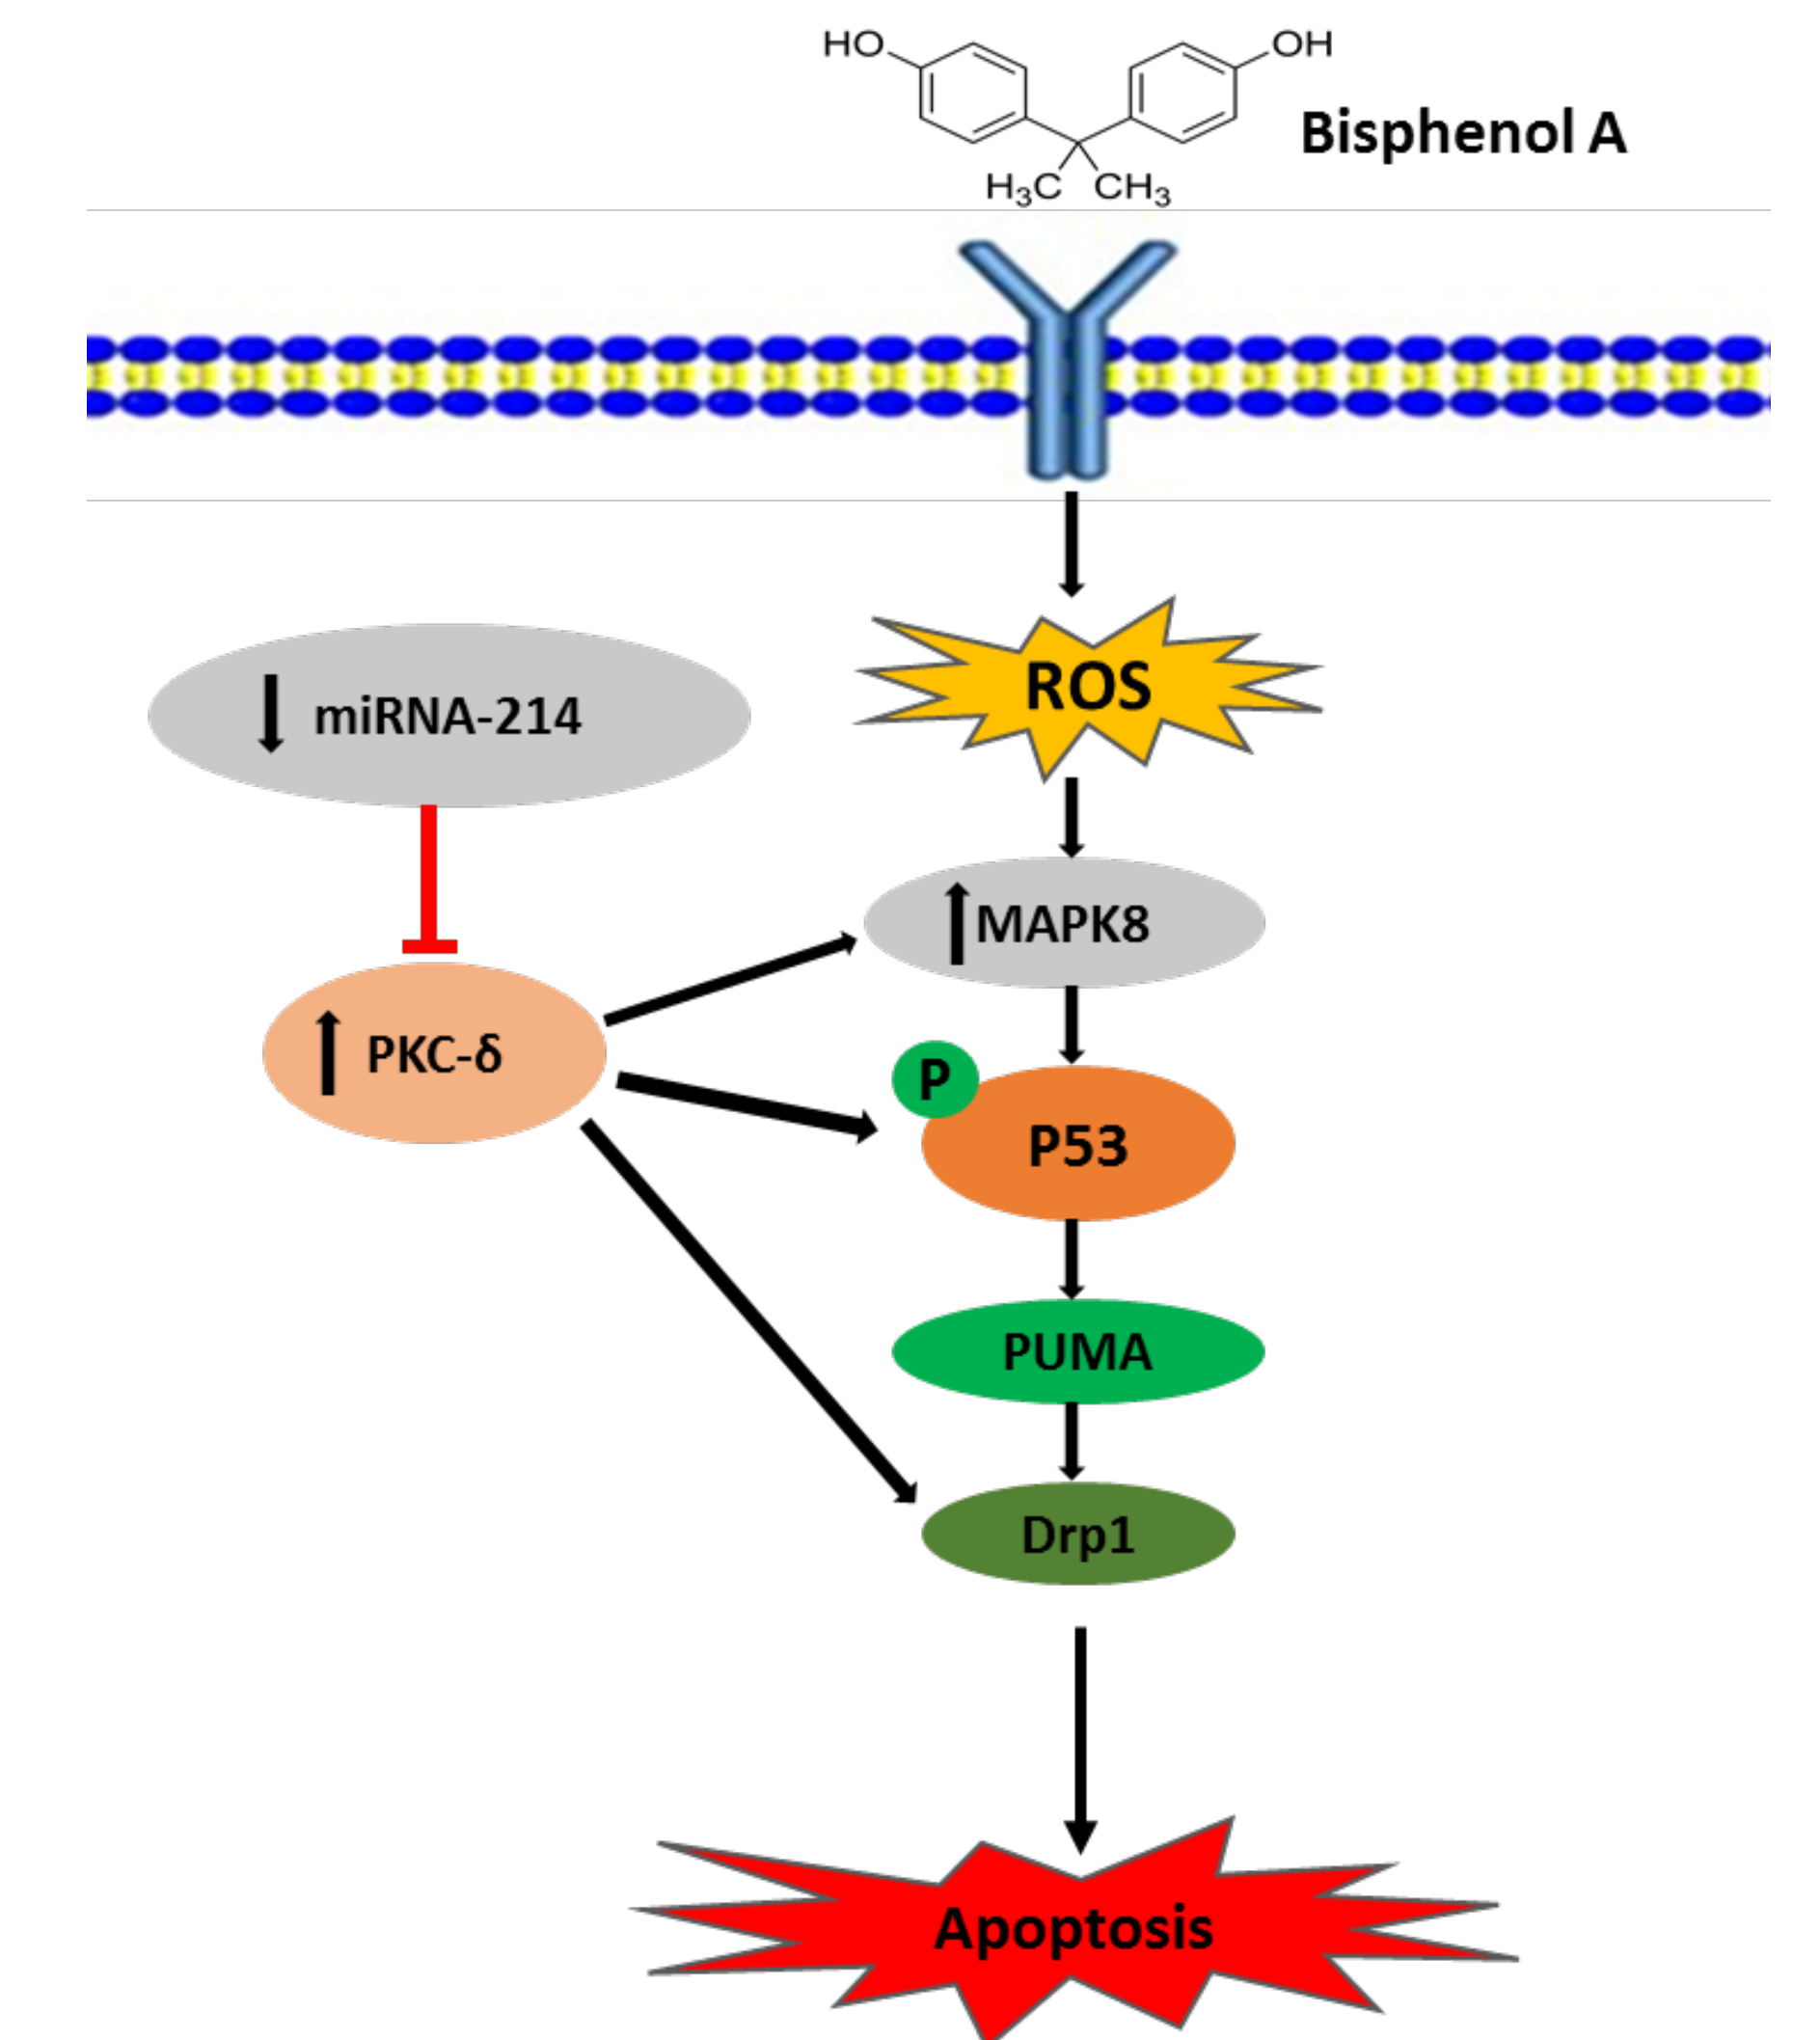 HO
OH
Bisphenol A
H₃C CH₃
ROS
miRNA-214
MAPK8
PKC-δ
P
P53
PUMA
Drp1
Apoptosis